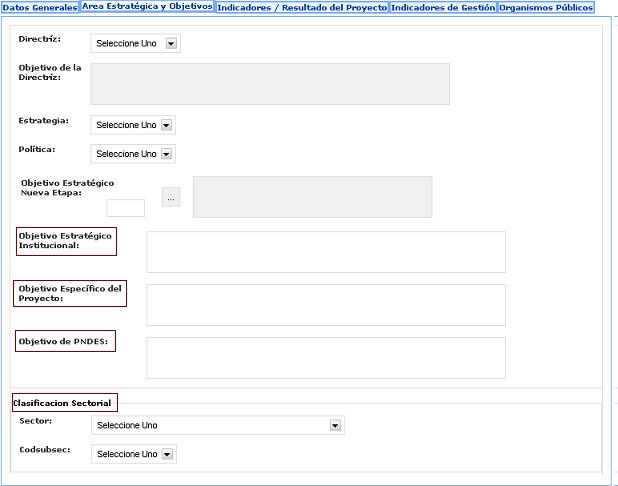 Datos Generales Area Estratégica y Objetivos Indicadores / Resultado del Proyecto Indicadores de Gestión Organismos Públicos
Directríz: Seleccione Uno
Objetivo de la
Directríz:
Estrategia: Seleccione Uno
Política: Seleccione Uno
Objetivo Estratégico
Nueva Etapa: ...
Objetivo Estratégico
Institucional:
Objetivo Específico del
Proyecto:
Objetivo de PNDES:
Clasificacion Sectorial
Sector: Seleccione Uno
Codsubsec: Seleccione Uno